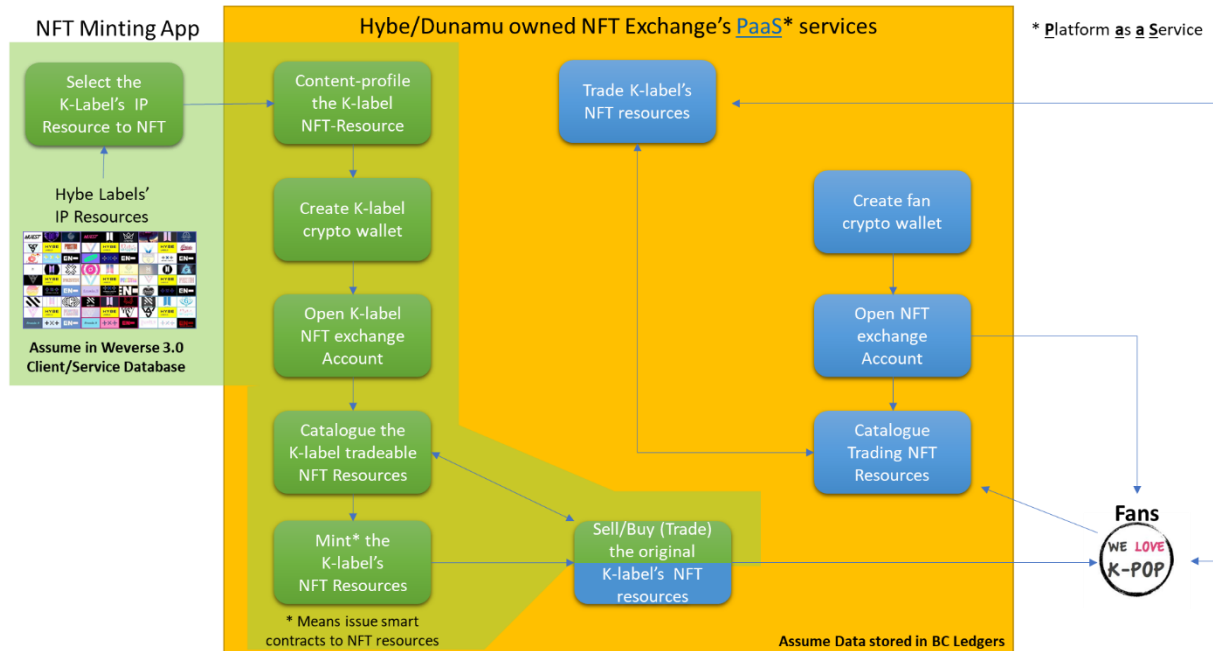 NFT Minting App
Hybe/Dunamu owned NFT Exchange's PaaS* services
* Platform as a Service
Select the
K-Label's IP
Resource to NFT
Hybe Labels'
IP Resources
Assume in Weverse 3.0
Client/Service Database
Content-profile
the K-label
NFT-Resource
Create K-label
crypto wallet
Open K-label
NFT exchange
Account
Catalogue the
K-label tradeable
NFT Resources
Mint* the
K-label's
NFT Resources
* Means issue smart
contracts to NFT resources
Trade K-label's
NFT resources
Sell/Buy (Trade)
the original
K-label's NFT
resources
Create fan
crypto wallet
Open NFT
exchange
Account
Catalogue
Trading NFT
Resources
Assume Data stored in BC Ledgers
Fans
WE LOVE
K-POP